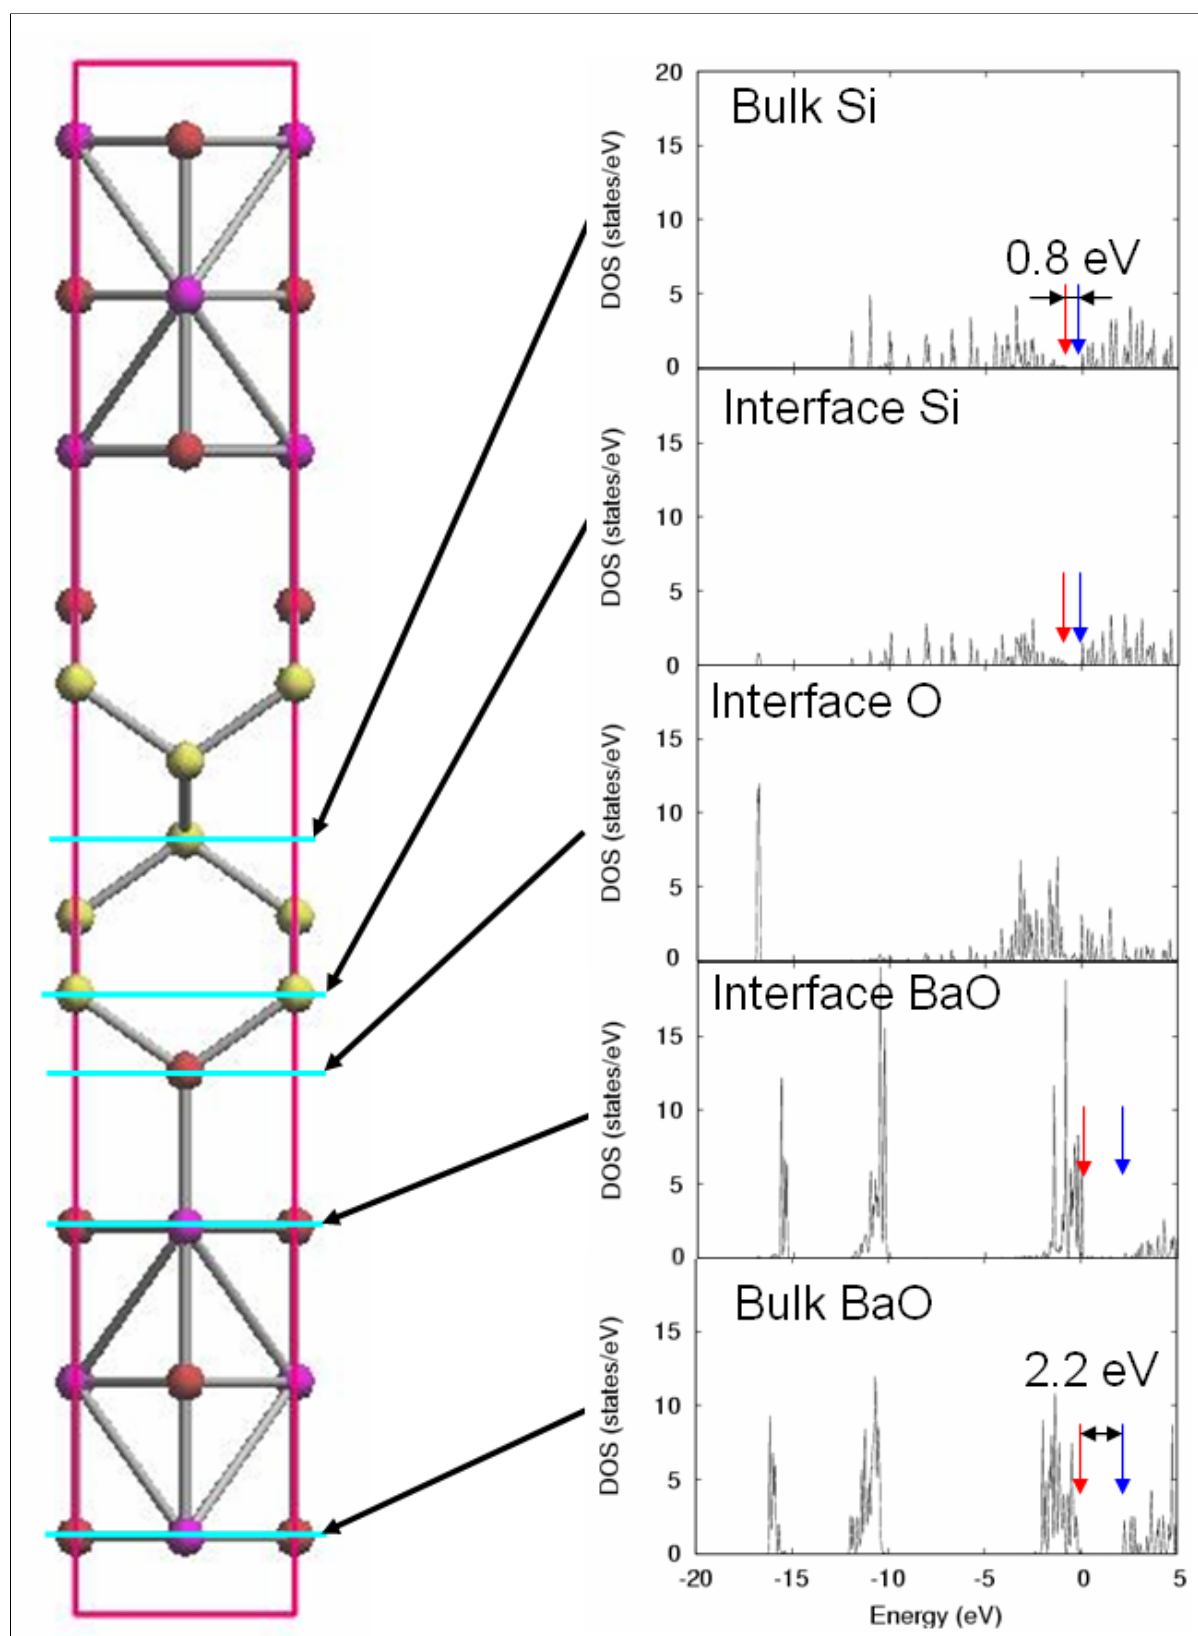 Bulk Si
0.8 eV
20
15
10
5
0
DOS (states/eV)
Interface Si
15
10
5
0
DOS (states/eV)
Interface O
15
10
5
0
DOS (states/eV)
Interface BaO
15
10
5
0
DOS (states/eV)
Bulk BaO
2.2 eV
15
10
5
0
DOS (states/eV)
-20 -15 -10 -5 0 5
Energy (eV)